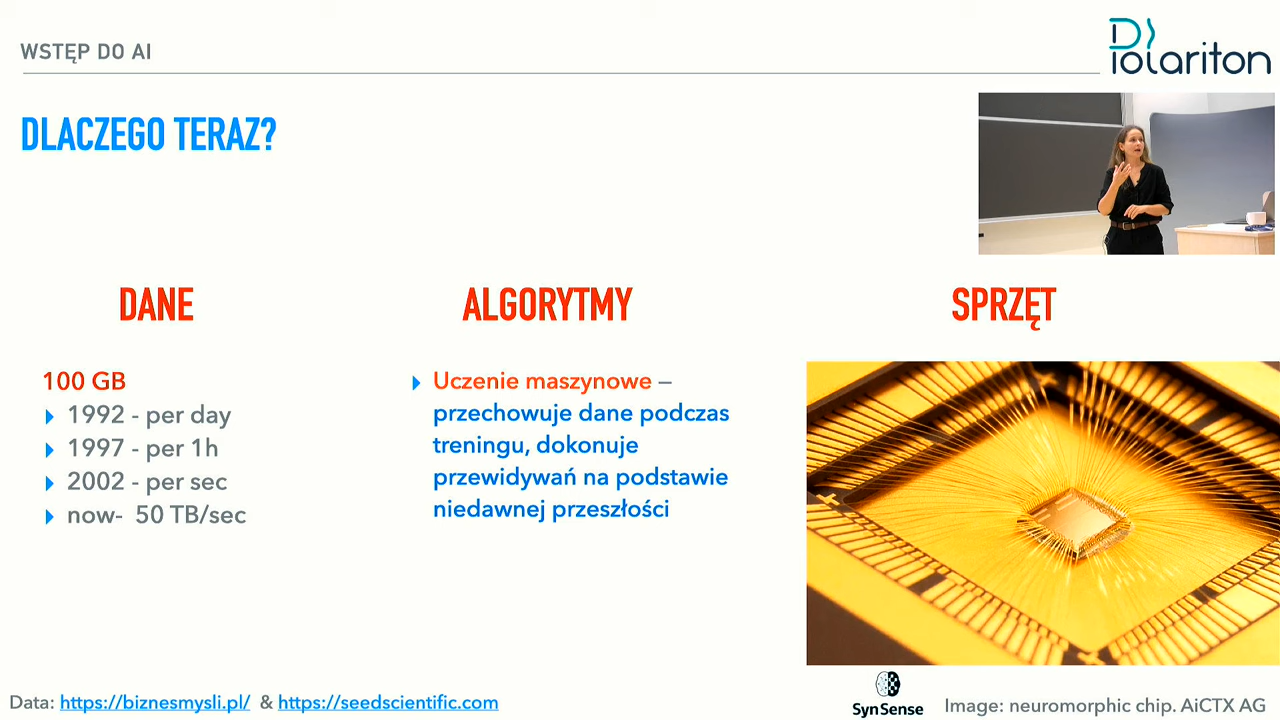 WSTĘP DO AI
Polariton
DLACZEGO TERAZ?
DANE
ALGORYTMY
SPRZĘT
100 GB
1992 - per day
1997 - per 1h
2002 - per sec
now- 50 TB/sec
Uczenie maszynowe –
przechowuje dane podczas
treningu, dokonuje
przewidywań na podstawie
niedawnej przeszłości
Data: https://biznesmysli.pl/ & https://seedscientific.com
SynSense
Image: neuromorphic chip. AiCTX AG